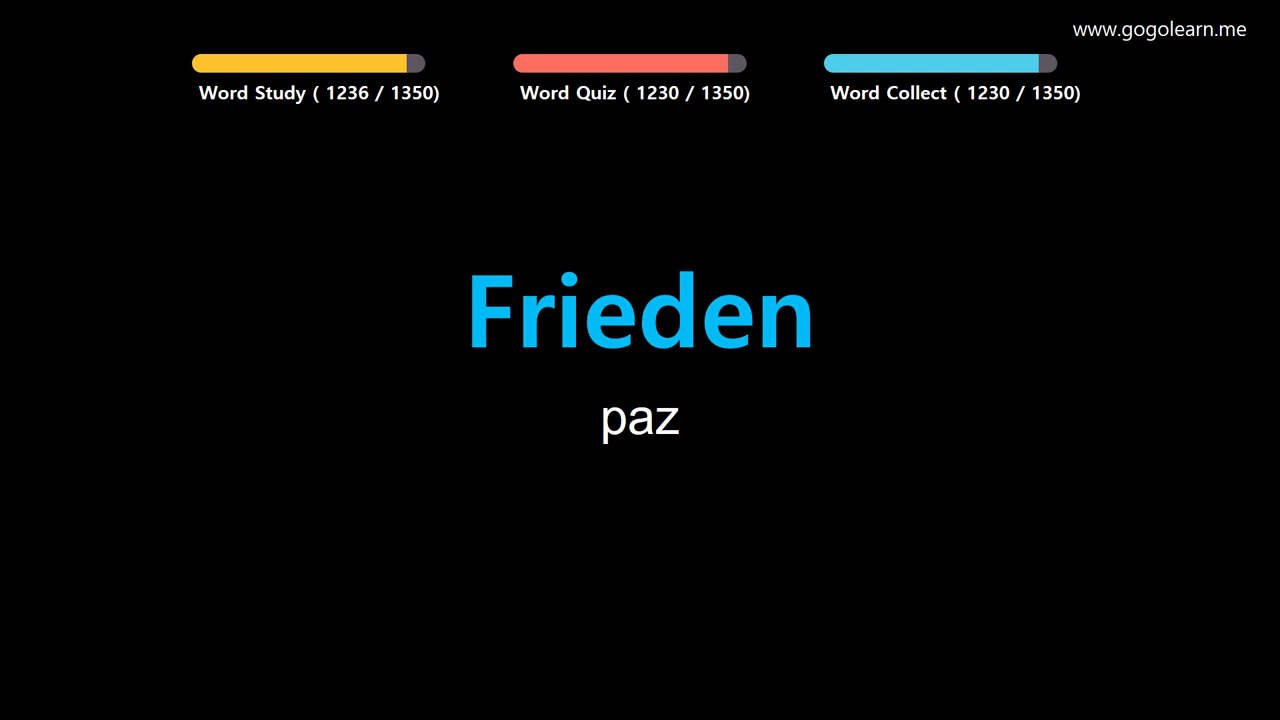 www.gogolearn.me
Word Study ( 1236 / 1350)
Word Quiz ( 1230 / 1350)
Word Collect ( 1230 / 1350)
Frieden
paz